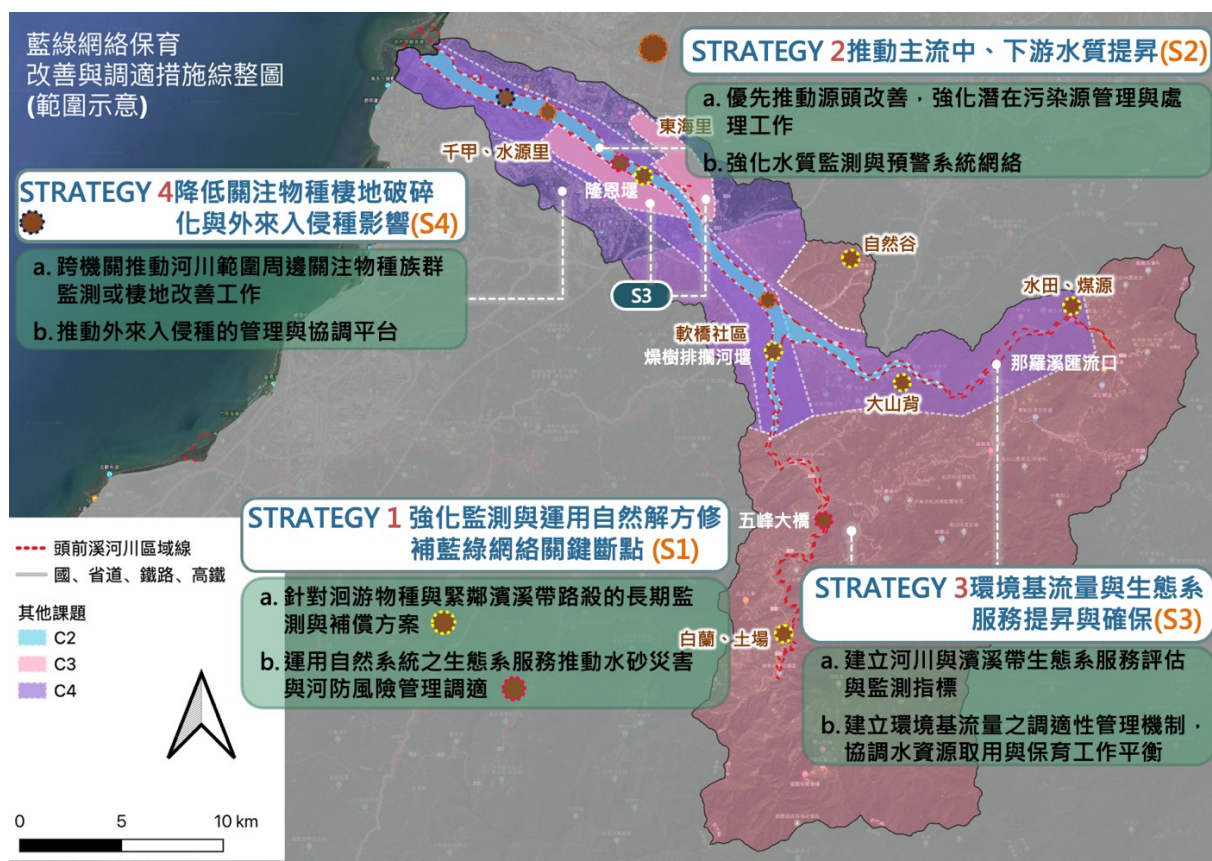 藍綠網絡保育
改善與調適措施綜整圖
(範圍示意)
STRATEGY 2推動主流中、下游水質提昇(S2)
a. 優先推動源頭改善，強化潛在污染源管理與處
理工作
b. 強化水質監測與預警系統網絡
東海里
千甲、水源里
隆恩堰
STRATEGY 4降低關注物種棲地破碎
化與外來入侵種影響(S4)
a. 跨機關推動河川範圍周邊關注物種族群
監測或棲地改善工作
b. 推動外來入侵種的管理與協調平台
S3
自然谷
水田、煤源
軟橋社區
燥樹排攔河堰
那羅溪匯流口
大山背
STRATEGY 1 強化監測與運用自然解方修
補藍綠網絡關鍵斷點 (S1)
a. 針對洄游物種與緊鄰濱溪帶路殺的長期監
測與補償方案
b. 運用自然系統之生態系服務推動水砂災害
與河防風險管理調適
五峰大橋
白蘭、土場
STRATEGY 3環境基流量與生態系
服務提昇與確保(S3)
a. 建立河川與濱溪帶生態系服務評估
與監測指標
b. 建立環境基流量之調適性管理機制，
協調水資源取用與保育工作平衡
頭前溪河川區域線
國、省道、鐵路、高鐵
其他課題
C2
C3
C4
0 5 10 km